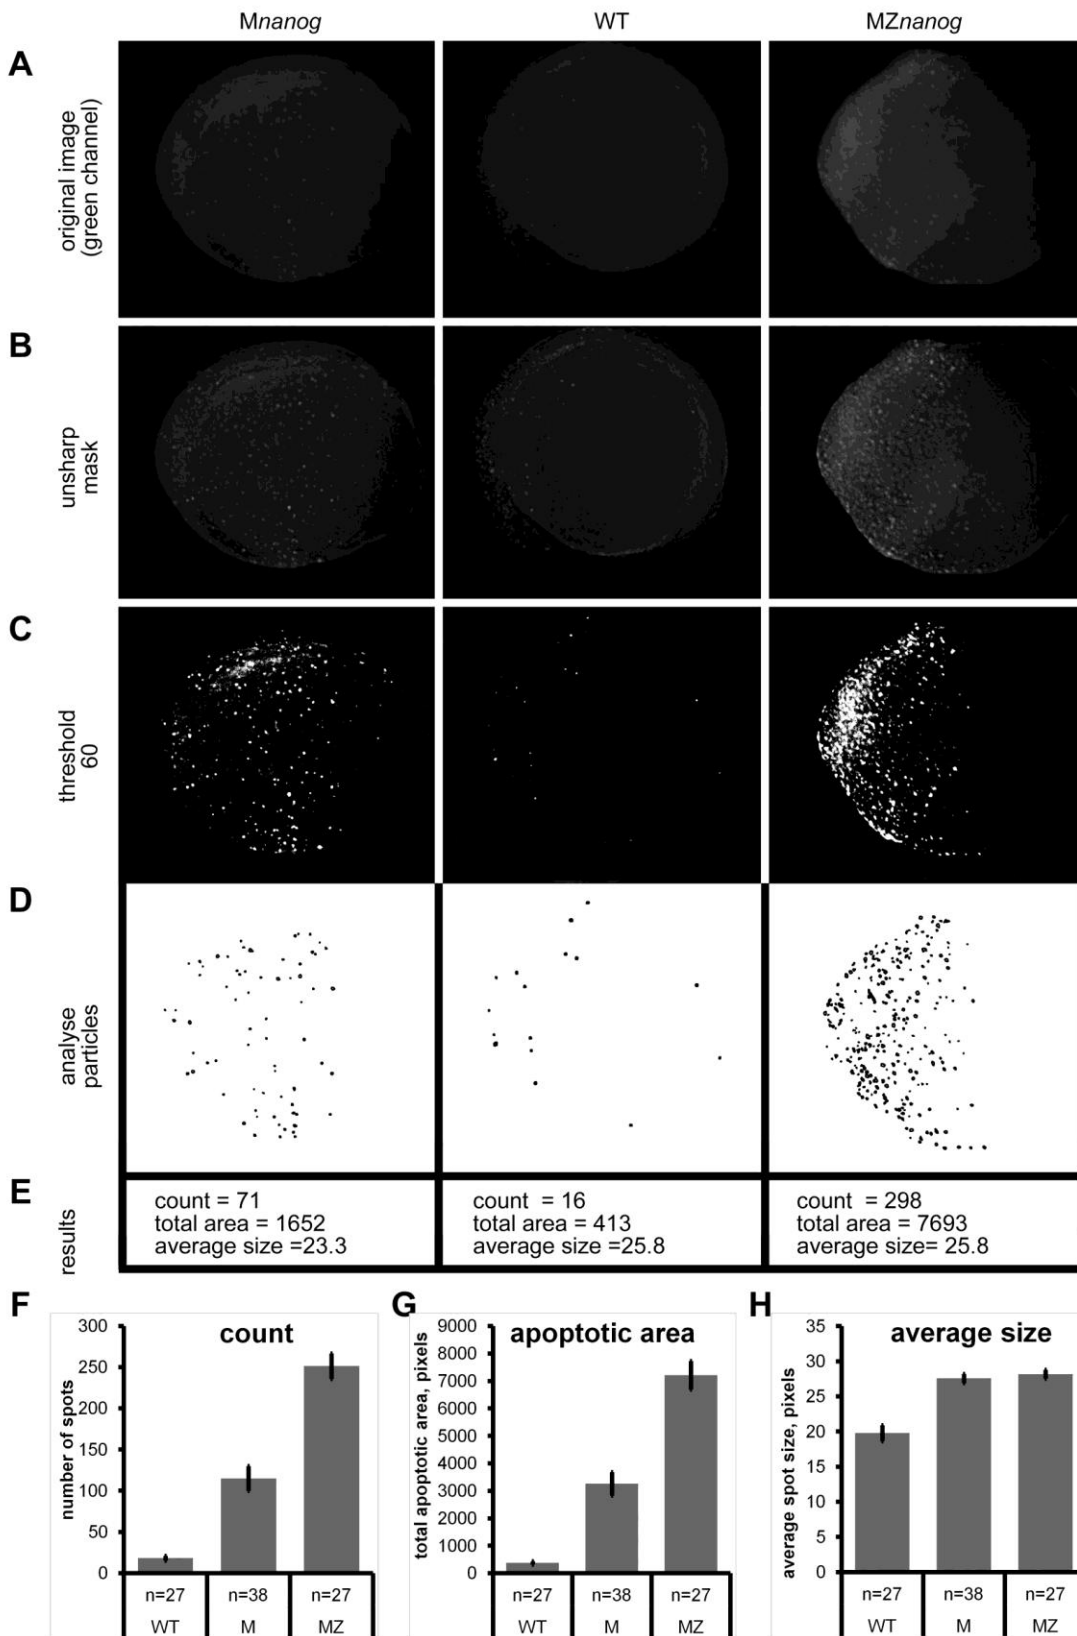 Mnanog WT MZnanog
A
original image
(green channel)
B
unsharp
mask
C
threshold
60
D
analyse
particles
E
results
count = 71
total area = 1652
average size =23.3
count = 16
total area = 413
average size =25.8
count = 298
total area = 7693
average size= 25.8
F
count
number of spots
300
250
200
150
100
50
0
n=27 n=38 n=27
WT M MZ
G
apoptotic area
total apoptotic area, pixels
9000
8000
7000
6000
5000
4000
3000
2000
1000
0
n=27 n=38 n=27
WT M MZ
H
average size
average spot size, pixels
35
30
25
20
15
10
5
0
n=27 n=38 n=27
WT M MZ